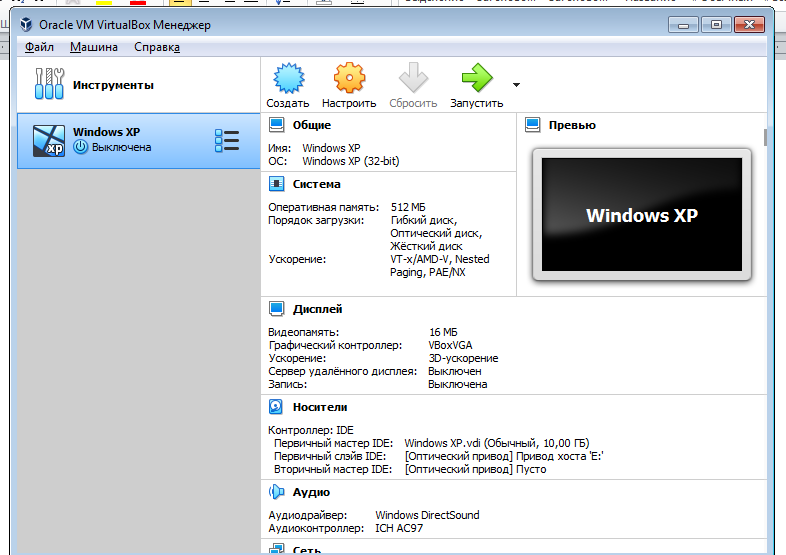 Oracle VM VirtualBox Менеджер
Файл Машина Справка
Инструменты
Создать Настроить Сбросить Запустить
Windows XP
Выключена
Общие
Имя: Windows XP
ОС: Windows XP (32-bit)
Система
Оперативная память: 512 МБ
Порядок загрузки: Гибкий диск,
Оптический диск,
Жёсткий диск
Ускорение: VT-x/AMD-V, Nested
Paging, PAE/NX
Превью
Windows XP
Дисплей
Видеопамять: 16 МБ
Графический контроллер: VBoxVGA
Ускорение: 3D-ускорение
Сервер удалённого дисплея: Выключен
Запись: Выключена
Носители
Контроллер: IDE
Первичный мастер IDE: Windows XP.vdi (Обычный, 10,00 ГБ)
Первичный слэйв IDE: [Оптический привод] Привод хоста 'E:'
Вторичный мастер IDE: [Оптический привод] Пусто
Аудио
Аудиодрайвер: Windows DirectSound
Аудиоконтроллер: ICH AC97
Сеть